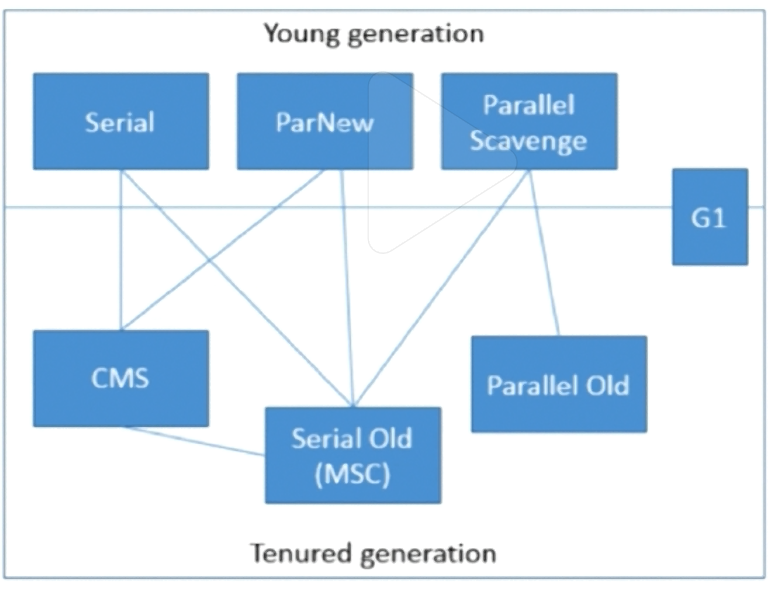 Young generation
Serial
ParNew
Parallel
Scavenge
G1
CMS
Parallel Old
Serial Old
(MSC)
Tenured generation